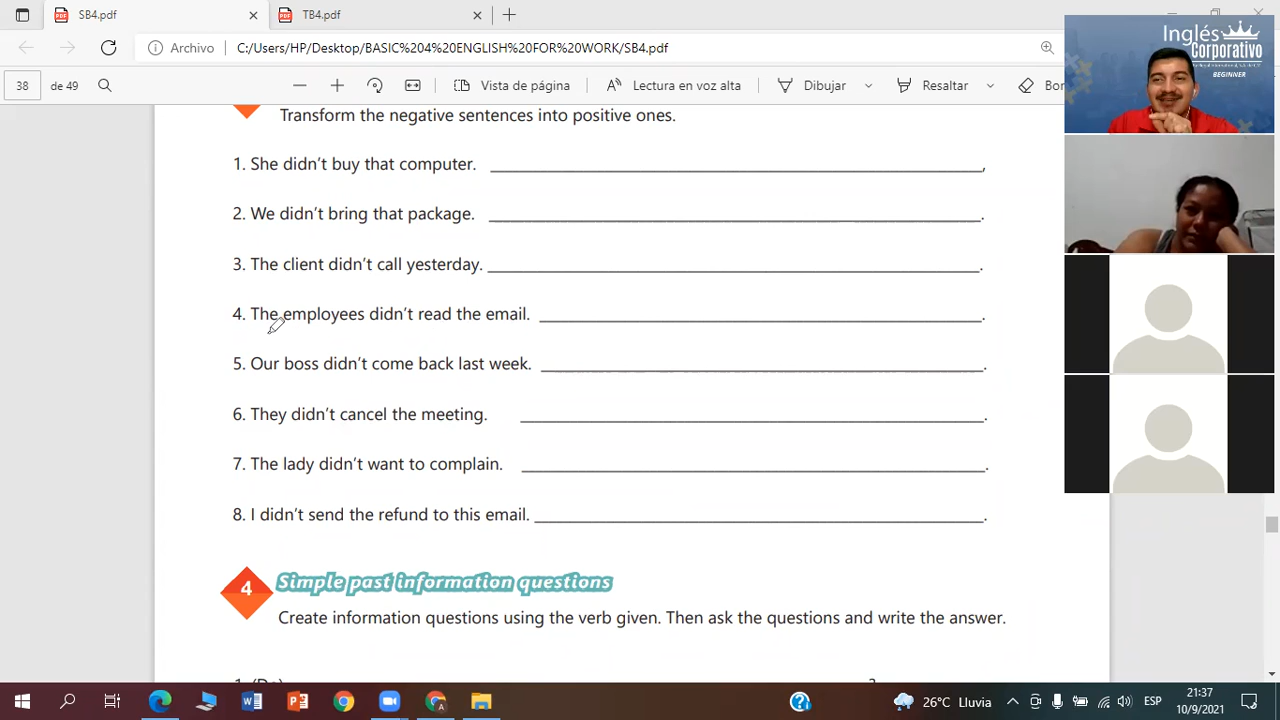 SB4.pdf
TB4.pdf
Archivo
C:/Users/HP/Desktop/BASIC%204%20ENGLISH%20FOR%20WORK/SB4.pdf
38
de 49
Vista de página
Lectura en voz alta
Dibujar
Resaltar
Bor
Inglés
Corporativo
BEGINNER
Transform the negative sentences into positive ones.
1. She didn't buy that computer. ,
2. We didn't bring that package. .
3. The client didn't call yesterday. .
4. The employees didn't read the email. .
5. Our boss didn't come back last week. .
6. They didn't cancel the meeting. .
7. The lady didn't want to complain. .
8. I didn't send the refund to this email. .
4
Simple past information questions
Create information questions using the verb given. Then ask the questions and write the answer.
26°C Lluvia
ESP
21:37
10/9/2021